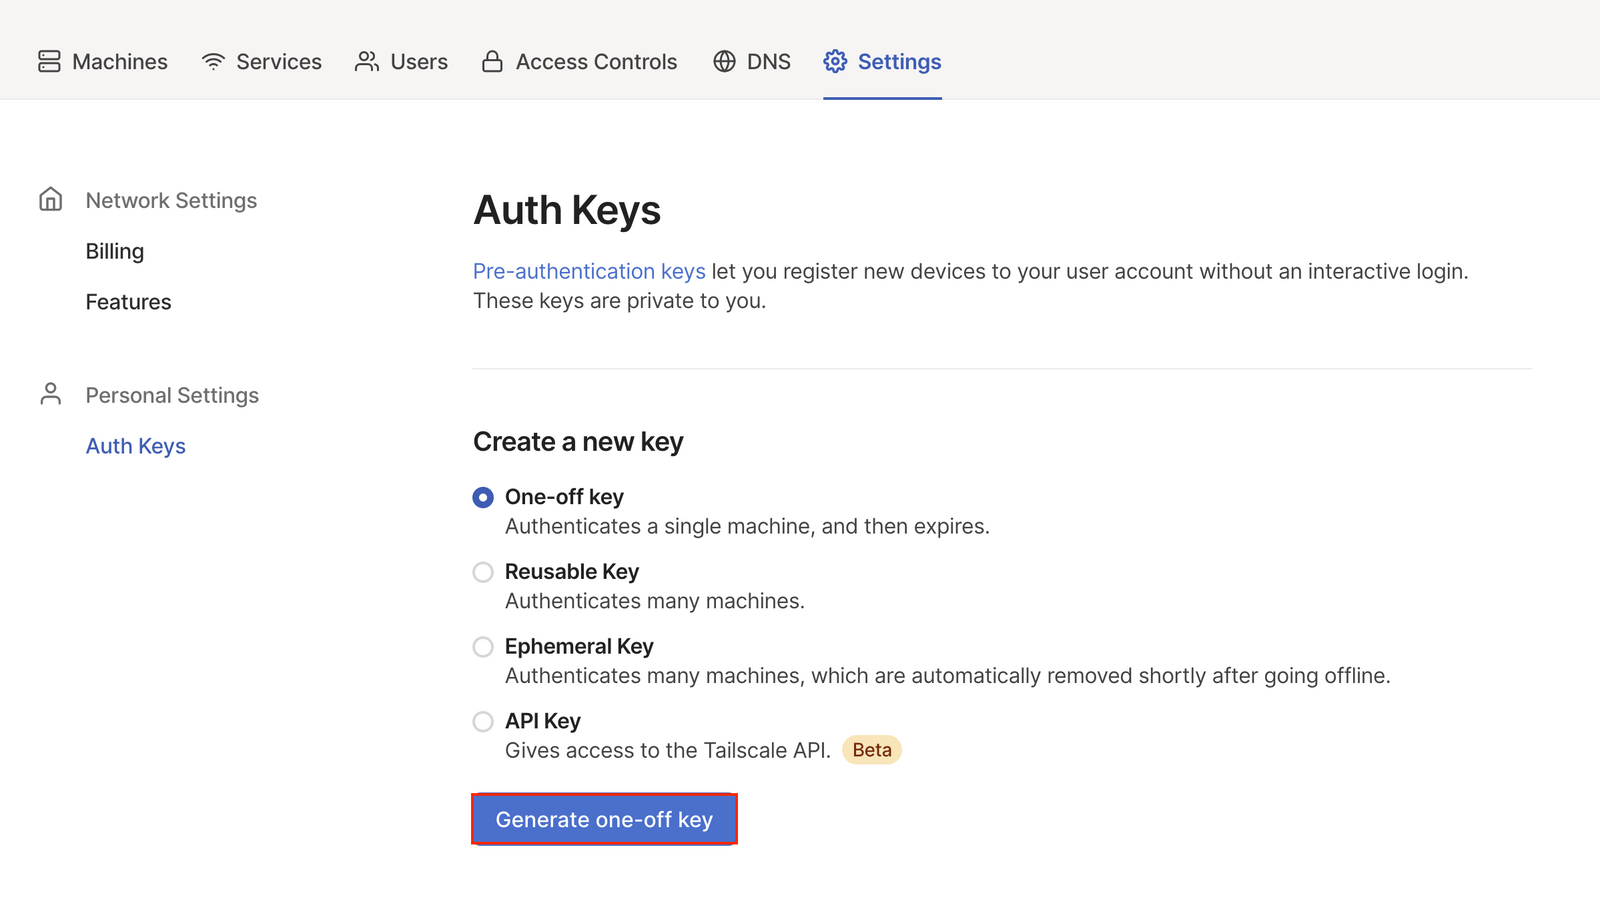 Machines Services Users Access Controls DNS Settings
Network Settings
Billing
Features
Personal Settings
Auth Keys
Auth Keys
Pre-authentication keys let you register new devices to your user account without an interactive login.
These keys are private to you.
Create a new key
One-off key
Authenticates a single machine, and then expires.
Reusable Key
Authenticates many machines.
Ephemeral Key
Authenticates many machines, which are automatically removed shortly after going offline.
API Key
Gives access to the Tailscale API. Beta
Generate one-off key